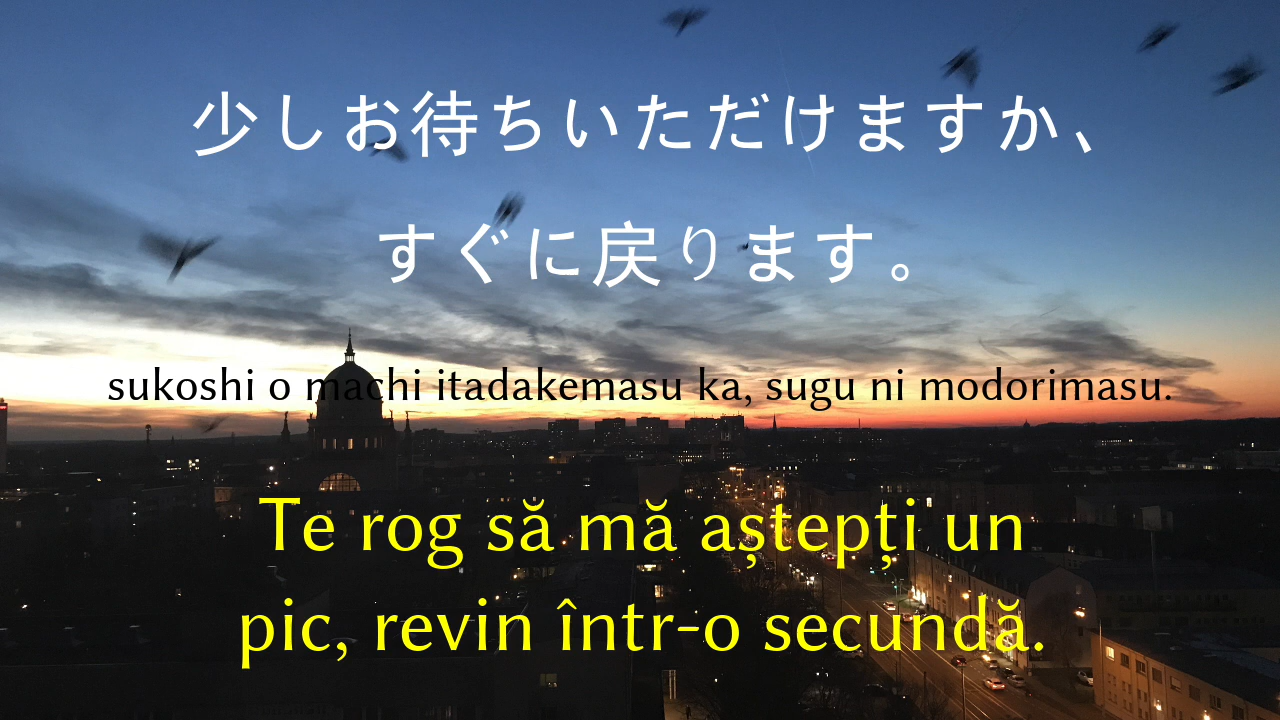 少しお待ちいただけますか、
すぐに戻ります。
sukoshi o machi itadakemasu ka, sugu ni modorimasu.
Te rog să mă aștepți un
pic, revin într-o secundă.